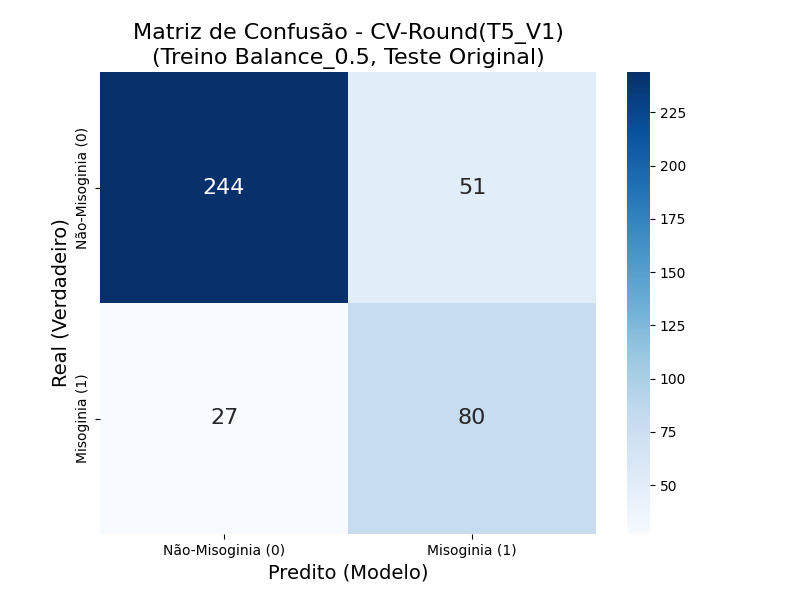 Matriz de Confusão - CV-Round(T5_V1)
(Treino Balance_0.5, Teste Original)
Real (Verdadeiro)
Não-Misoginia (0)
Misoginia (1)
244
51
27
80
Não-Misoginia (0)
Misoginia (1)
Predito (Modelo)
225
200
175
150
125
100
75
50